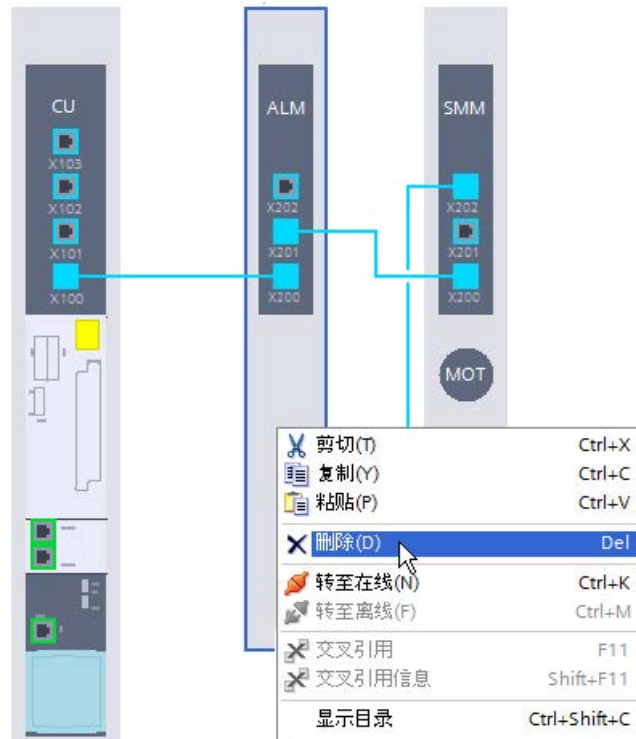 CU
X103
X102
X101
X100
ALM
X202
X201
X200
SMM
X202
X201
X200
MOT
剪切(T) Ctrl+X
复制(Y) Ctrl+C
粘贴(P) Ctrl+V
删除(D) Del
转至在线(N) Ctrl+K
转至离线(F) Ctrl+M
交叉引用 F11
交叉引用信息 Shift+F11
显示目录 Ctrl+Shift+C